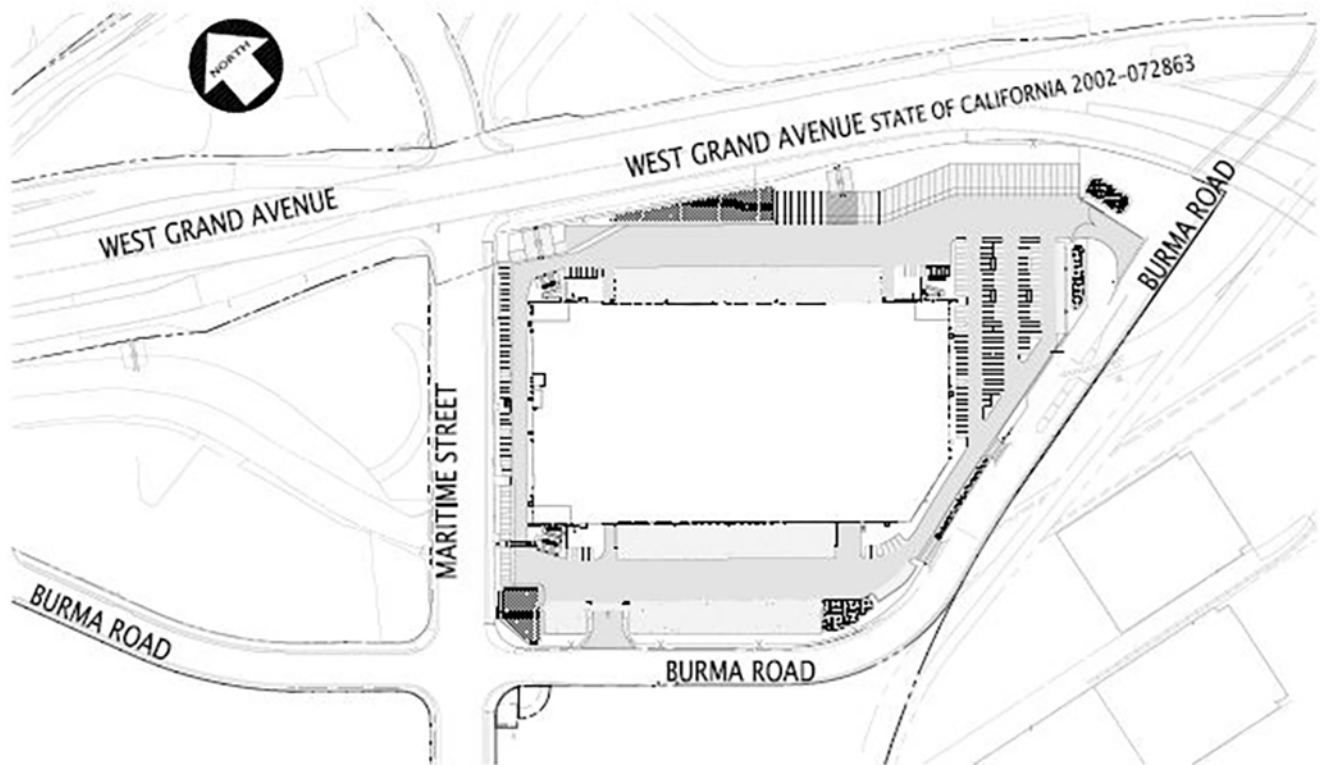 NORTH
WEST GRAND AVENUE STATE OF CALIFORNIA 2002-072863
WEST GRAND AVENUE
BURMA ROAD
MARITIME STREET
BURMA ROAD
BURMA ROAD